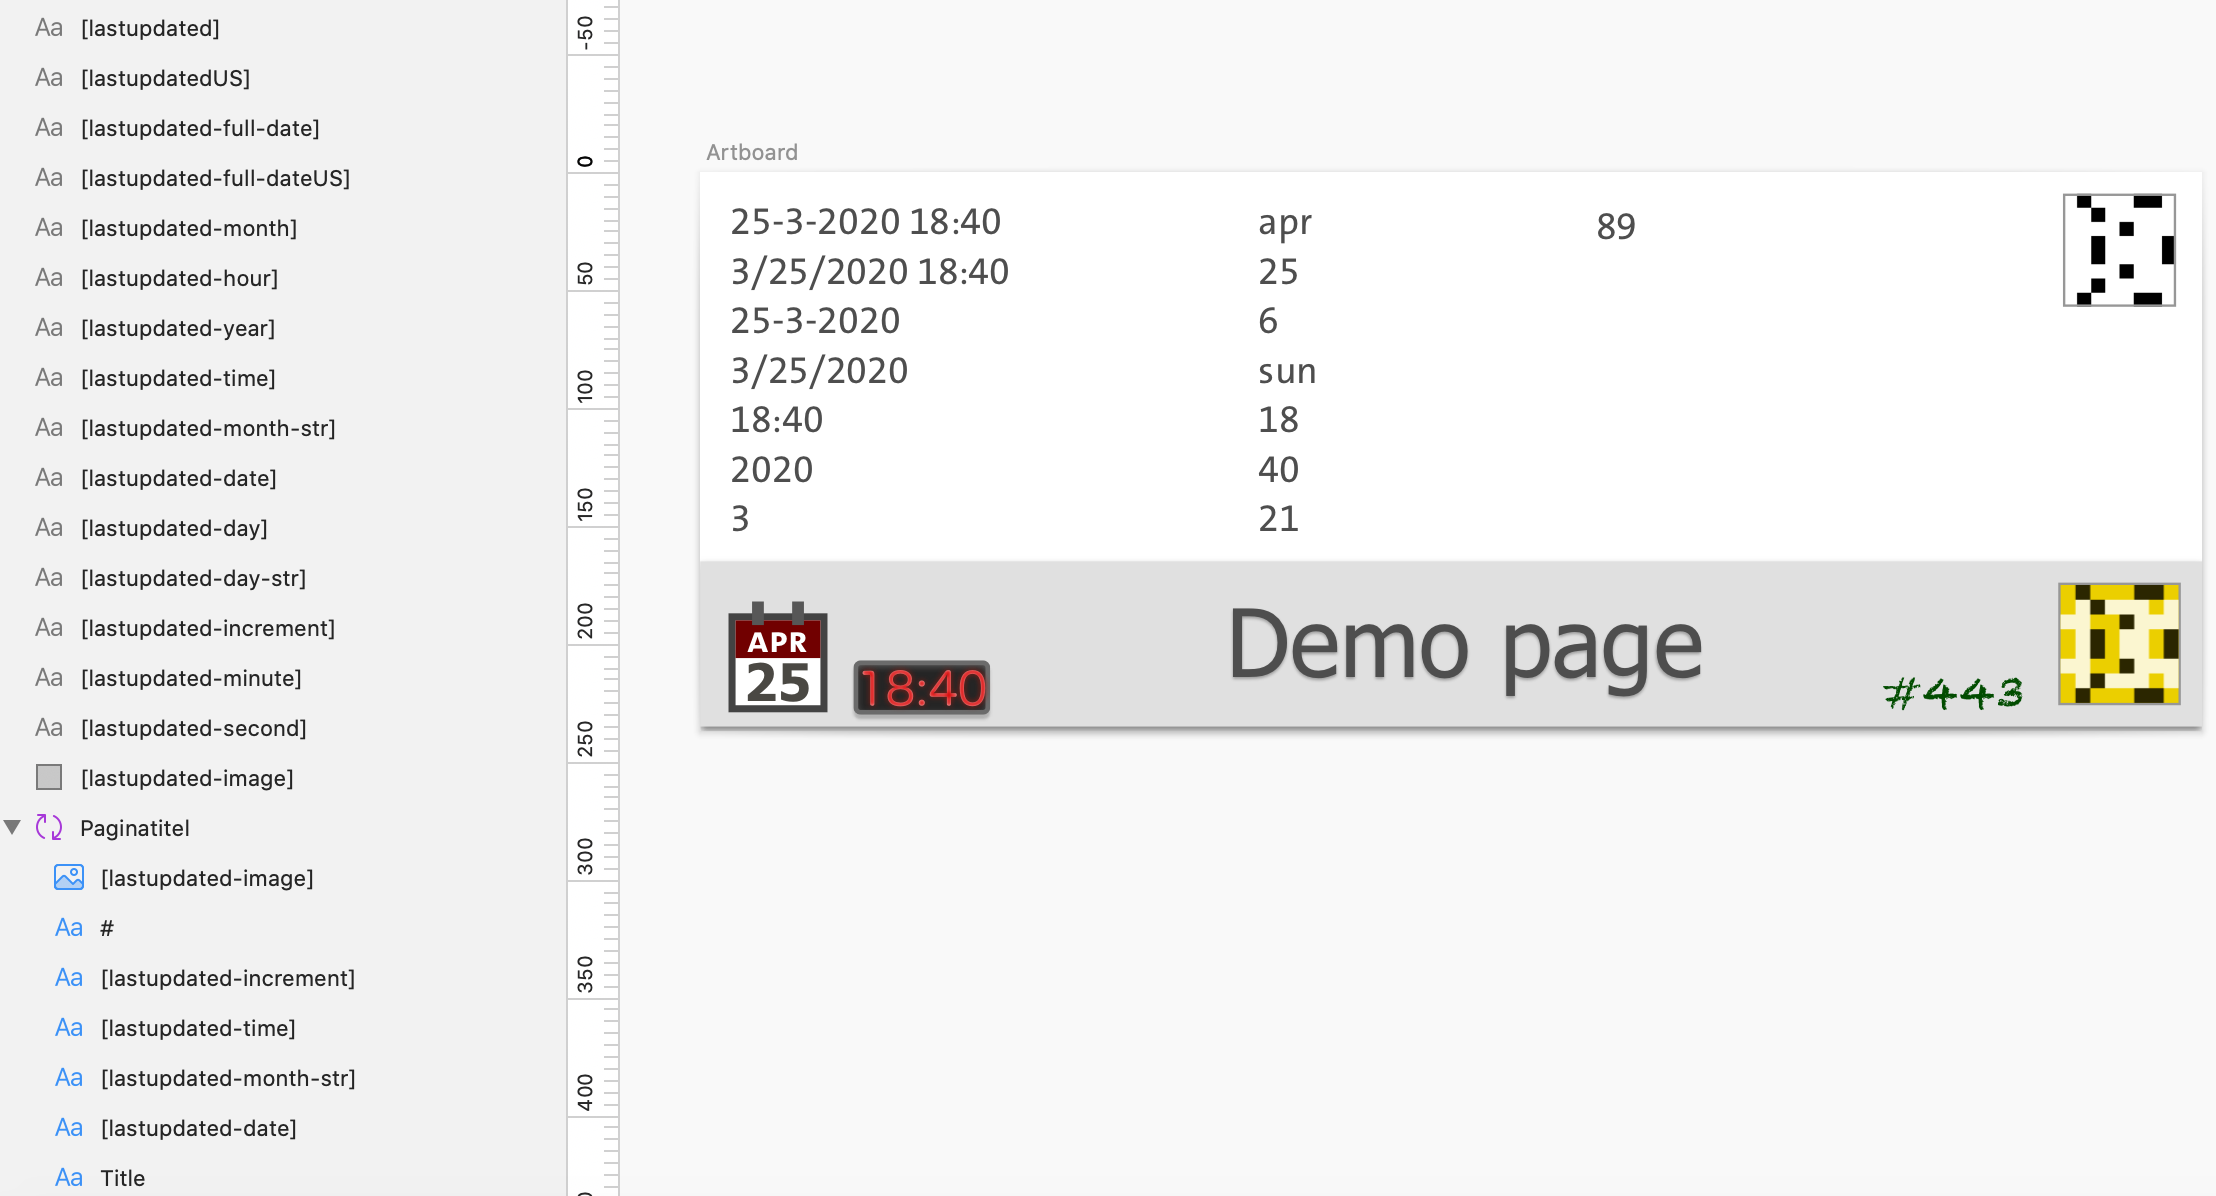 Aa [lastupdated]
Aa [lastupdatedUS]
Aa [lastupdated-full-date]
Aa [lastupdated-full-dateUS]
Aa [lastupdated-month]
Aa [lastupdated-hour]
Aa [lastupdated-year]
Aa [lastupdated-time]
Aa [lastupdated-month-str]
Aa [lastupdated-date]
Aa [lastupdated-day]
Aa [lastupdated-day-str]
Aa [lastupdated-increment]
Aa [lastupdated-minute]
Aa [lastupdated-second]
[lastupdated-image]
Paginatitel
[lastupdated-image]
Aa #
Aa [lastupdated-increment]
Aa [lastupdated-time]
Aa [lastupdated-month-str]
Aa [lastupdated-date]
Aa Title
-50
0
50
100
150
200
250
300
350
400
Artboard
25-3-2020 18:40
3/25/2020 18:40
25-3-2020
3/25/2020
18:40
2020
3
apr
25
6
sun
18
40
21
89
APR
25
18:40
Demo page
#443